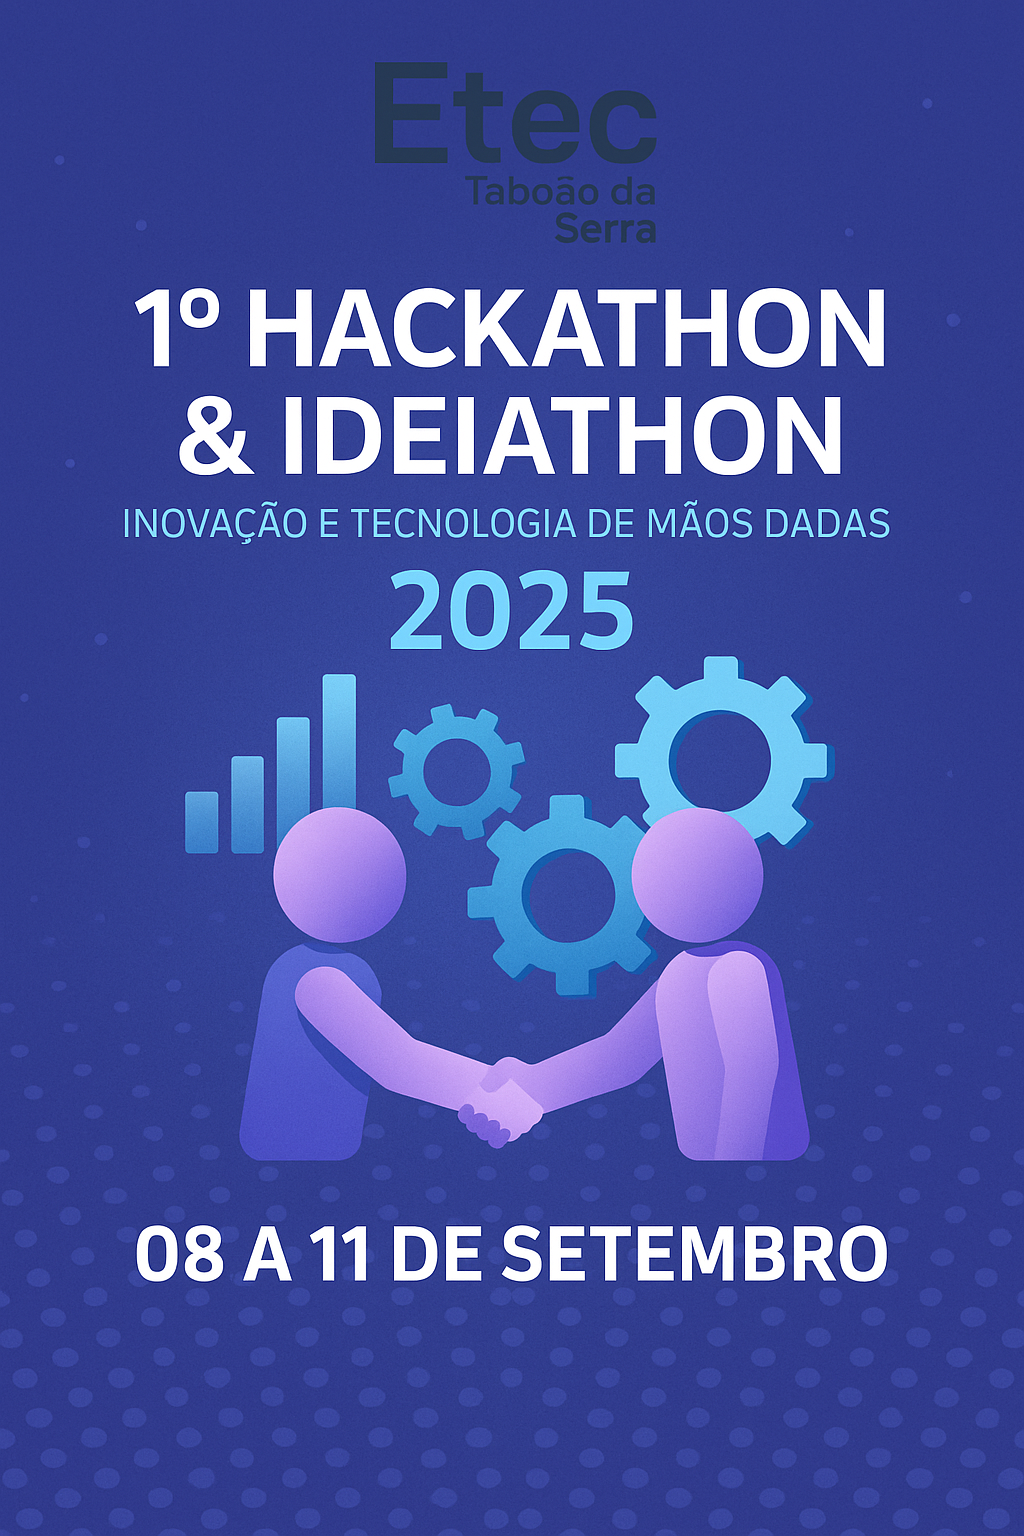 Etec
Taboão da
Serra
1º HACKATHON
& IDEIATHON
INOVAÇÃO E TECNOLOGIA DE MÃOS DADAS
2025
08 A 11 DE SETEMBRO